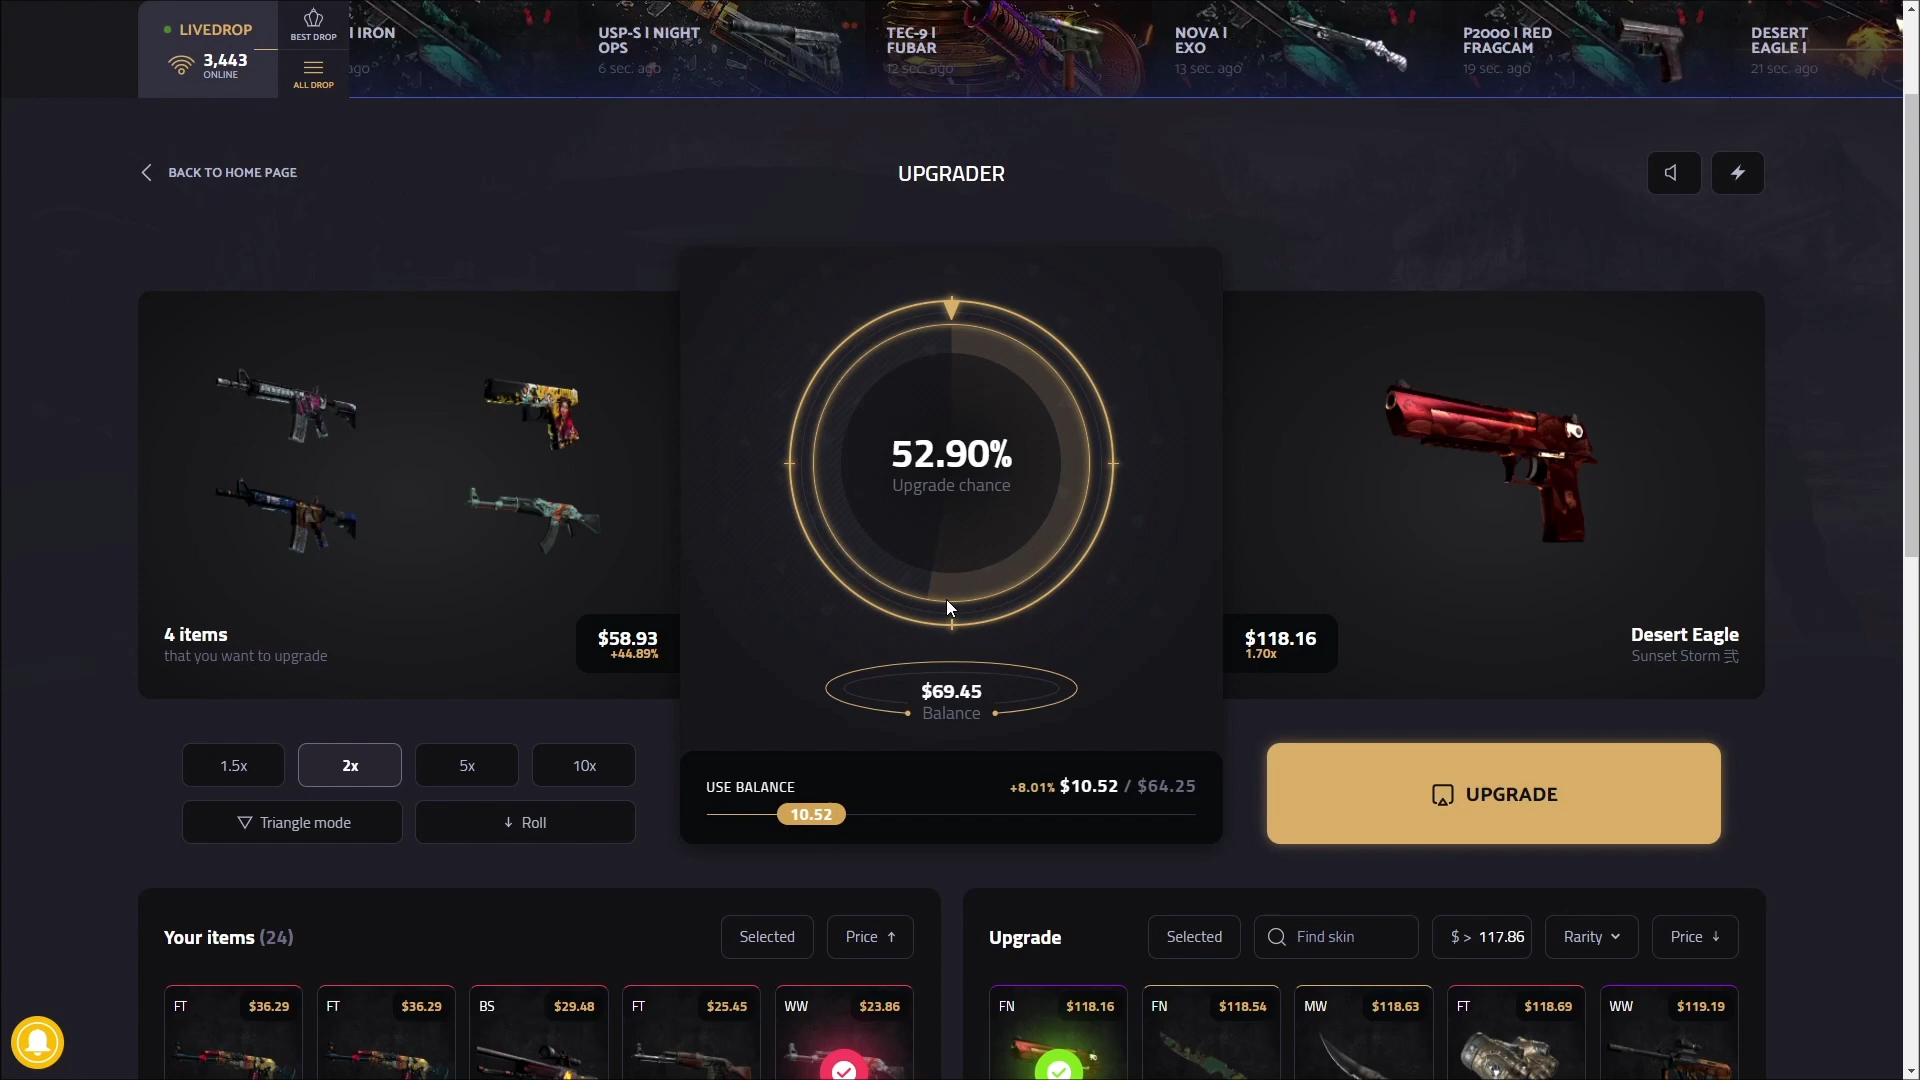 LIVEDROP
3,443
ONLINE
BEST DROP
ALL DROP
I IRON
ago
USP-S I NIGHT
OPS
6 sec. ago
TEC-9 I
FUBAR
12 sec. ago
NOVA I
EXO
13 sec. ago
P2000 I RED
FRAGCAM
19 sec. ago
DESERT
EAGLE I
21 sec. ago
BACK TO HOME PAGE
UPGRADER
52.90%
Upgrade chance
4 items
that you want to upgrade
$58.93
+44.89%
$118.16
1.70x
Desert Eagle
Sunset Storm 弐
$69.45
Balance
1.5x
2x
5x
10x
Triangle mode
Roll
USE BALANCE
+8.01% $10.52 / $64.25
10.52
UPGRADE
Your items (24)
Selected
Price
Upgrade
Selected
Find skin
$ > 117.86
Rarity
Price
FT $36.29
FT $36.29
BS $29.48
FT $25.45
WW $23.86
FN $118.16
FN $118.54
MW $118.63
FT $118.69
WW $119.19